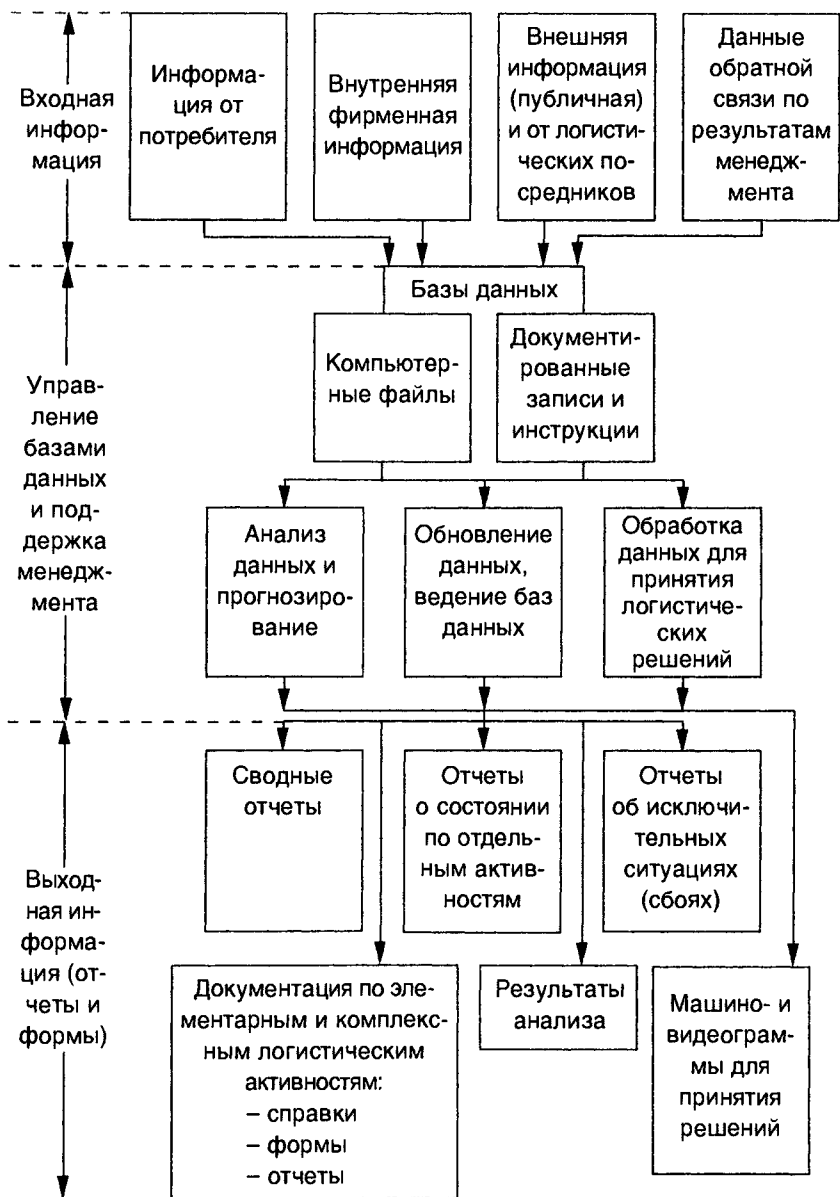 Входная
инфор-
мация
Информа-
ция от
потребителя
Внутренняя
фирменная
информация
Внешняя
информация
(публичная)
и от логисти-
ческих по-
средников
Данные
обратной
связи по
результатам
менедж-
мента
Управ-
ление
базами
данных
и под-
держка
менедж-
мента
Базы данных
Компьютер-
ные файлы
Документи-
рованные
записи и
инструкции
Анализ
данных и
прогнозиро-
вание
Обновление
данных,
ведение баз
данных
Обработка
данных для
принятия
логистиче-
ских
решений
Выход-
ная ин-
форма-
ция (от-
четы и
формы)
Сводные
отчеты
Отчеты
о состоянии
по отдель-
ным актив-
ностям
Отчеты
об исключи-
тельных
ситуациях
(сбоях)
Документация по эле-
ментарным и комплекс-
ным логистическим
активностям:
– справки
– формы
– отчеты
Результаты
анализа
Машино- и
видеограм-
мы для
принятия
решений